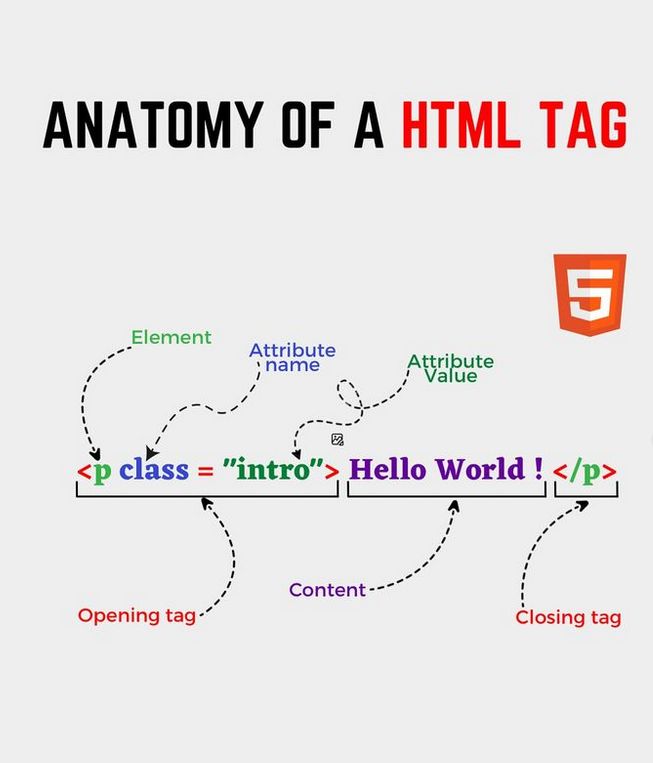 ANATOMY OF A HTML TAG
5
Element
Attribute
name
Attribute
Value
<p class = "intro"> Hello World ! </p>
Content
Opening tag
Closing tag